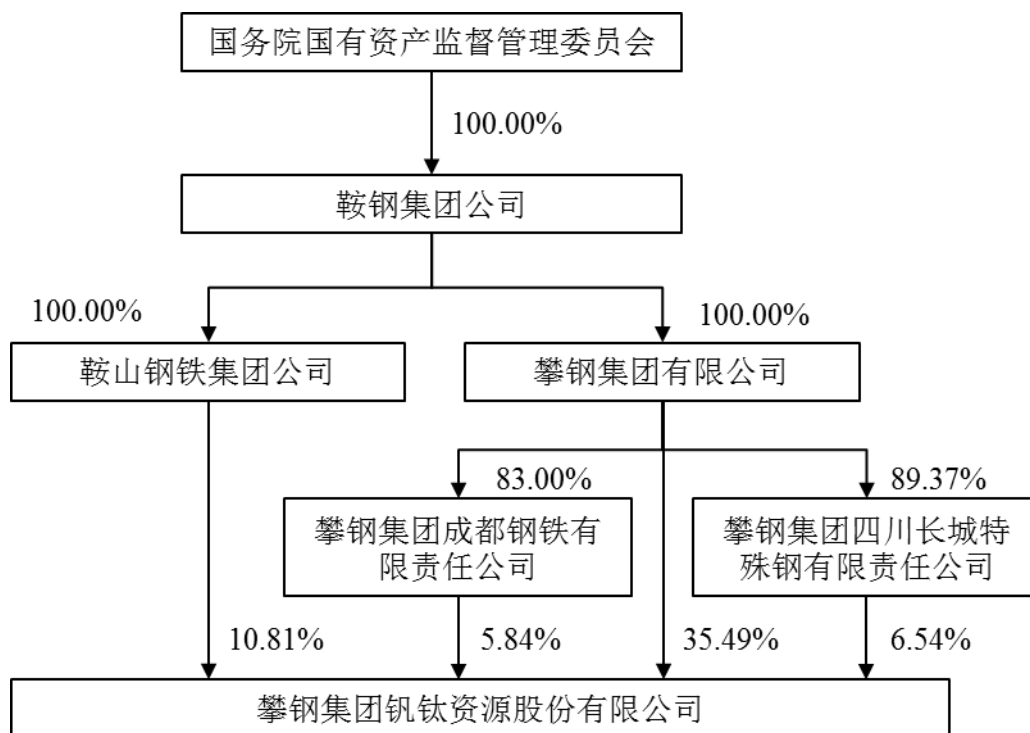 国务院国有资产监督管理委员会
100.00%
鞍钢集团公司
100.00%
100.00%
鞍山钢铁集团公司
攀钢集团有限公司
83.00%
89.37%
攀钢集团成都钢铁有
限责任公司
攀钢集团四川长城特
殊钢有限责任公司
10.81%
5.84%
35.49%
6.54%
攀钢集团钒钛资源股份有限公司